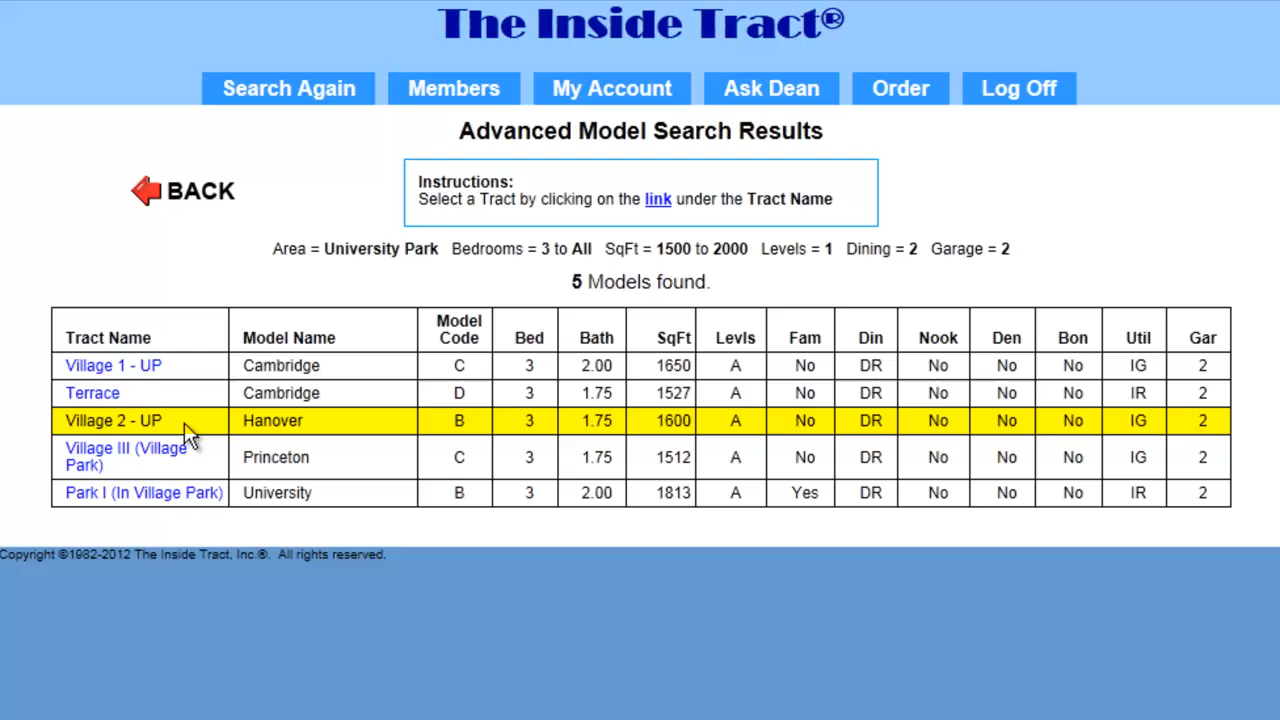 The Inside Tract®
Search Again Members My Account Ask Dean Order Log Off
Advanced Model Search Results
BACK
Instructions:
Select a Tract by clicking on the link under the Tract Name
Area = University Park Bedrooms = 3 to All SqFt = 1500 to 2000 Levels = 1 Dining = 2 Garage = 2
5 Models found.
Tract Name Model Name Model Code Bed Bath SqFt Levls Fam Din Nook Den Bon Util Gar
Village 1 - UP Cambridge C 3 2.00 1650 A No DR No No No IG 2
Terrace Cambridge D 3 1.75 1527 A No DR No No No IR 2
Village 2 - UP Hanover B 3 1.75 1600 A No DR No No No IG 2
Village III (Village Park) Princeton C 3 1.75 1512 A No DR No No No IG 2
Park I (In Village Park) University B 3 2.00 1813 A Yes DR No No No IR 2
Copyright ©1982-2012 The Inside Tract, Inc.®. All rights reserved.